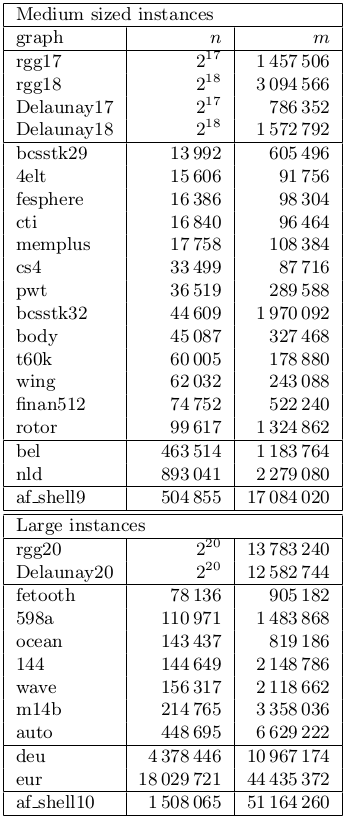 Medium sized instances
graph n m
rgg17 2^17 1 457 506
rgg18 2^18 3 094 566
Delaunay17 2^17 786 352
Delaunay18 2^18 1 572 792
bcsstk29 13 992 605 496
4elt 15 606 91 756
fesphere 16 386 98 304
cti 16 840 96 464
memplus 17 758 108 384
cs4 33 499 87 716
pwt 36 519 289 588
bcsstk32 44 609 1 970 092
body 45 087 327 468
t60k 60 005 178 880
wing 62 032 243 088
finan512 74 752 522 240
rotor 99 617 1 324 862
bel 463 514 1 183 764
nld 893 041 2 279 080
af_shell9 504 855 17 084 020
Large instances
rgg20 2^20 13 783 240
Delaunay20 2^20 12 582 744
fetooth 78 136 905 182
598a 110 971 1 483 868
ocean 143 437 819 186
144 144 649 2 148 786
wave 156 317 2 118 662
m14b 214 765 3 358 036
auto 448 695 6 629 222
deu 4 378 446 10 967 174
eur 18 029 721 44 435 372
af_shell10 1 508 065 51 164 260